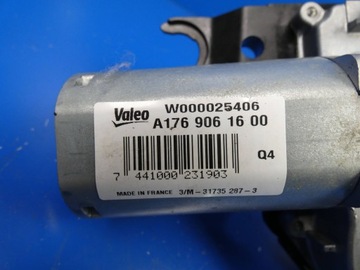 Valeo W000025406
A176 906 16 00
Q4
7 441000 231903
MADE IN FRANCE 3/M-31735 287-3